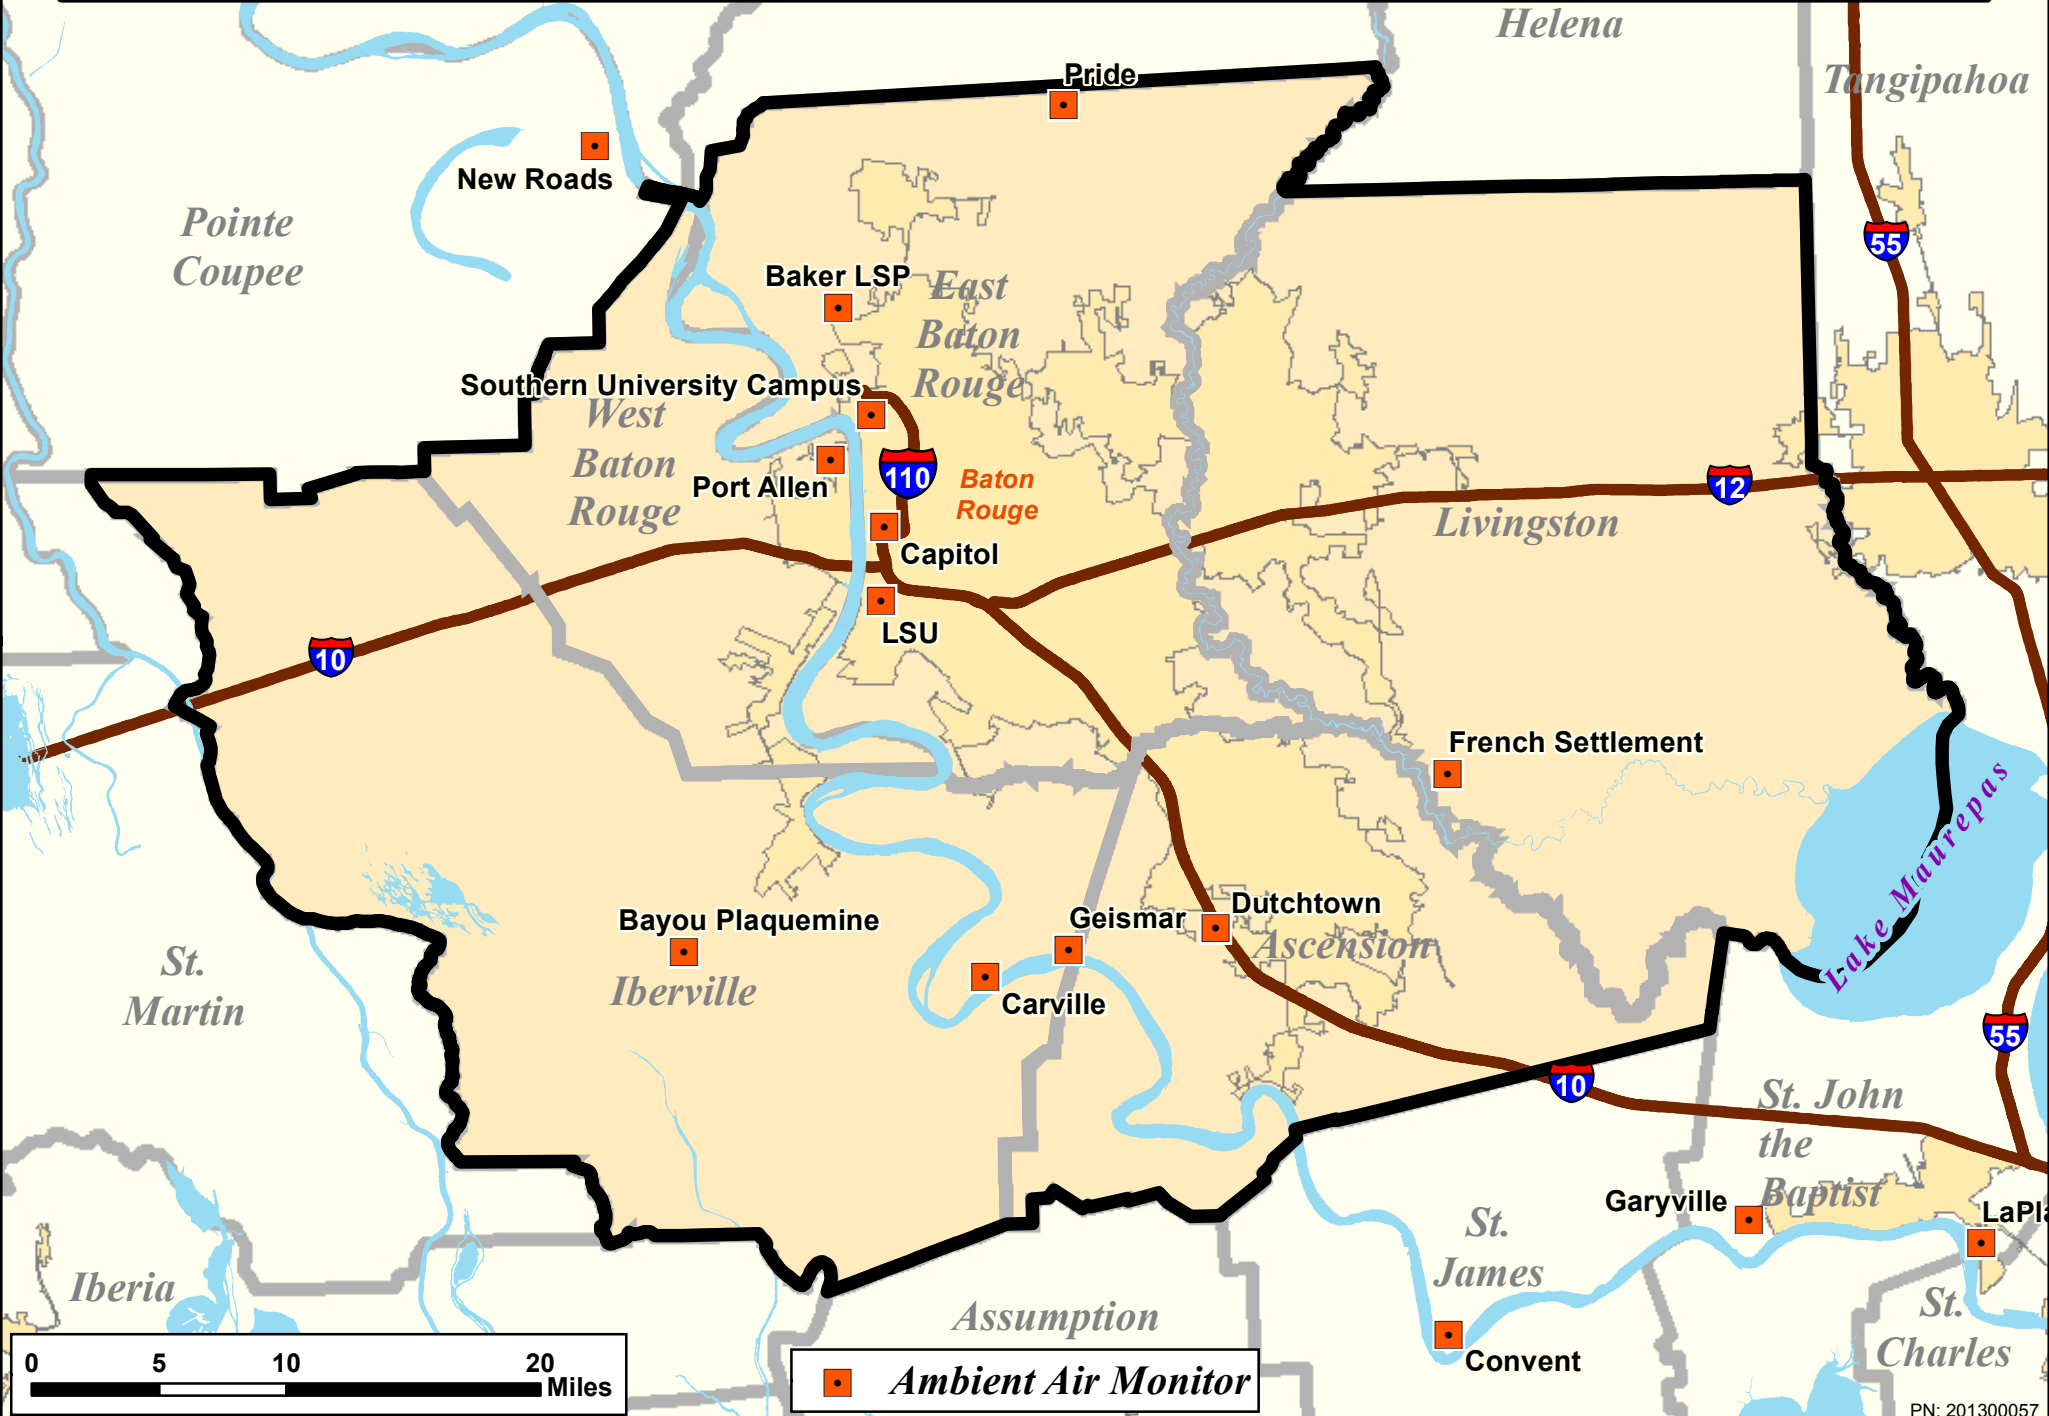 Helena
Tangipahoa
Pride
New Roads
Pointe
Coupee
55
Baker LSP
East
Baton
Rouge
Southern University Campus
West
Baton
Rouge
Port Allen
110
Baton
Rouge
12
Livingston
Capitol
LSU
10
French Settlement
Lake Maurepas
Bayou Plaquemine
Iberville
Geismar
Dutchtown
Ascension
Carville
St.
Martin
55
10
St. John
the
Baptist
Garyville
LaPla
St.
James
Iberia
Assumption
St.
Charles
Convent
0 5 10 20
Miles
Ambient Air Monitor
PN: 201300057